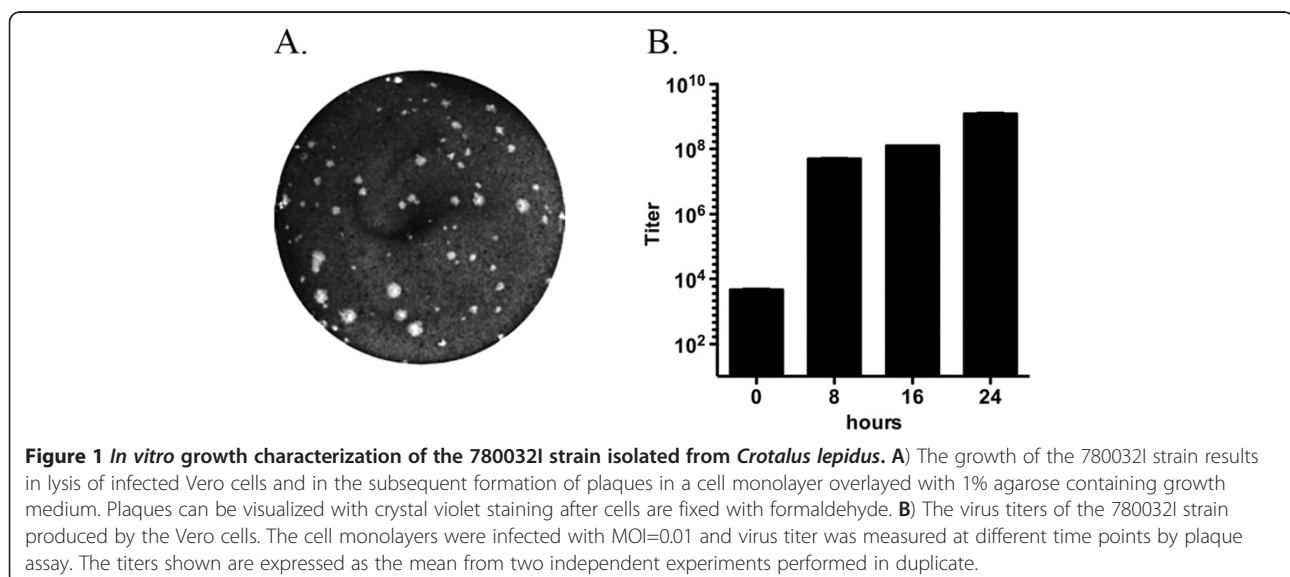 A.
B.
10^10
10^8
10^6
10^4
10^2
Titer
0 8 16 24
hours
Figure 1 In vitro growth characterization of the 780032I strain isolated from Crotalus lepidus. A) The growth of the 780032I strain results
in lysis of infected Vero cells and in the subsequent formation of plaques in a cell monolayer overlayed with 1% agarose containing growth
medium. Plaques can be visualized with crystal violet staining after cells are fixed with formaldehyde. B) The virus titers of the 780032I strain
produced by the Vero cells. The cell monolayers were infected with MOI=0.01 and virus titer was measured at different time points by plaque
assay. The titers shown are expressed as the mean from two independent experiments performed in duplicate.